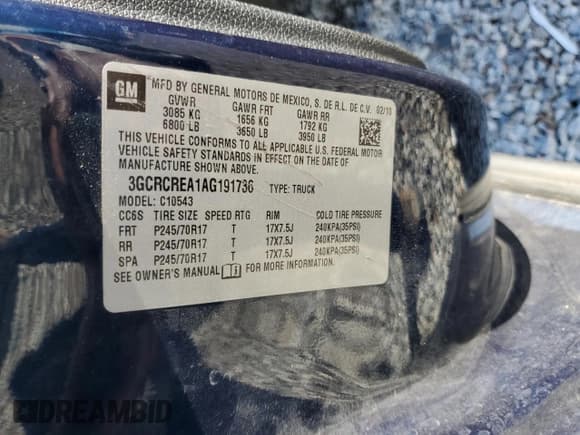 GM
MFD BY GENERAL MOTORS DE MEXICO, S. DE R.L. DE C.V. 02/10
GVWR GAWR FRT GAWR RR
3085 KG 1656 KG 1792 KG
6800 LB 3650 LB 3950 LB
THIS VEHICLE CONFORMS TO ALL APPLICABLE U.S. FEDERAL MOTOR
VEHICLE SAFETY STANDARDS IN EFFECT ON THE DATE OF
MANUFACTURE SHOWN ABOVE.
3GCRCREA1AG191736 TYPE: TRUCK
MODEL: C10543
CC6S TIRE SIZE SPEED RTG RIM COLD TIRE PRESSURE
FRT P245/70R17 T 17X7.5J 240KPA(35PSI)
RR P245/70R17 T 17X7.5J 240KPA(35PSI)
SPA P245/70R17 T 17X7.5J 240KPA(35PSI)
SEE OWNER'S MANUAL FOR MORE INFORMATION.
DREAMBID